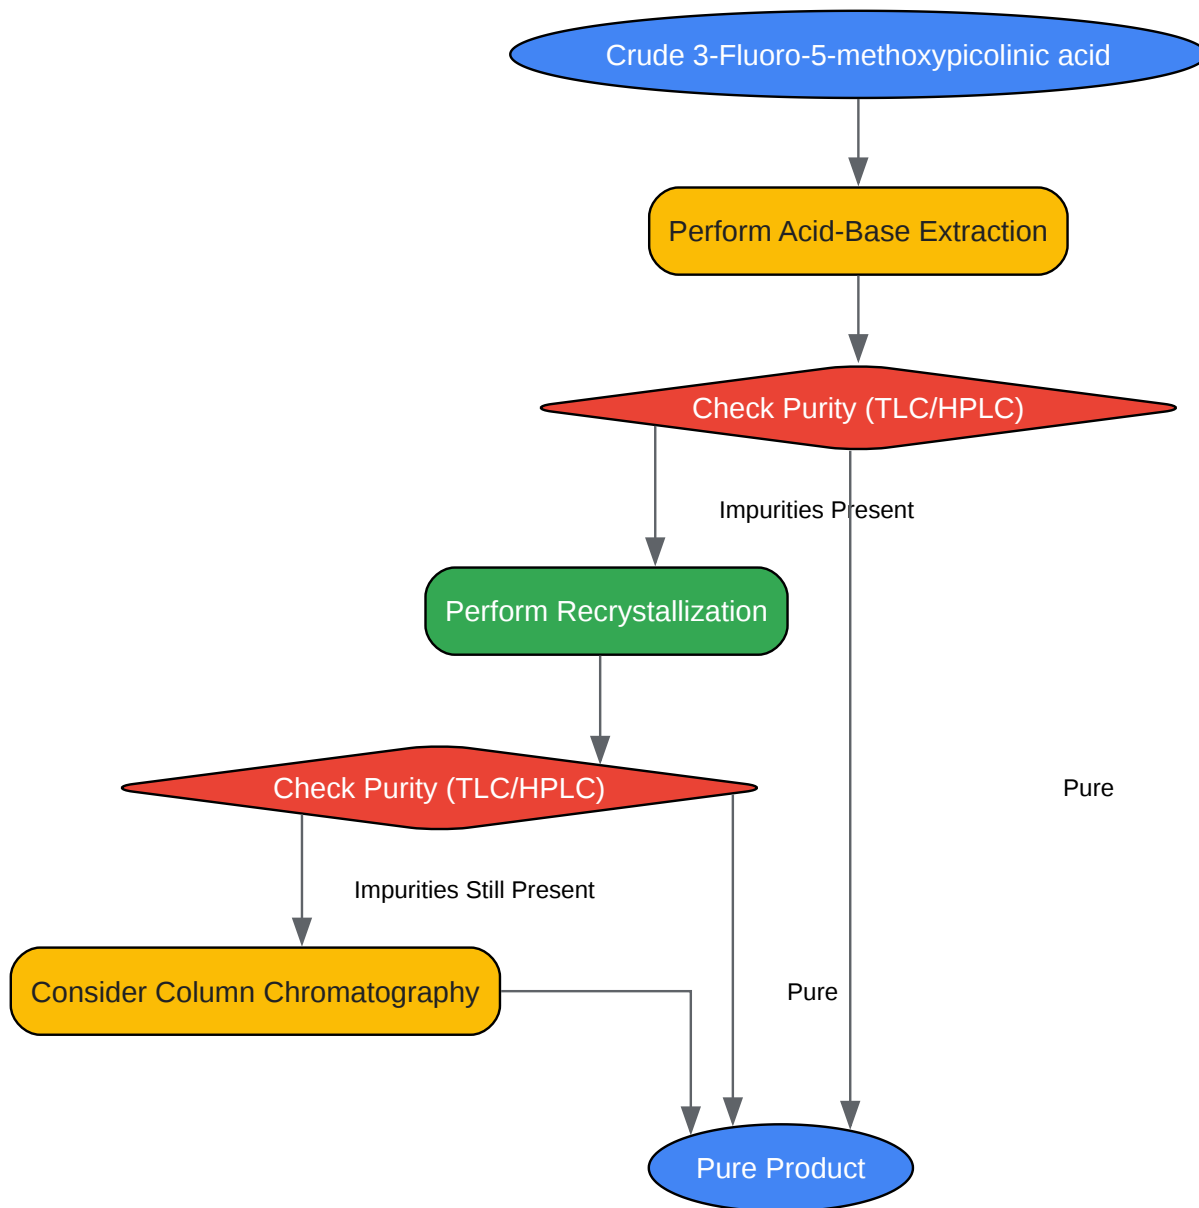 Crude 3-Fluoro-5-methoxypicolinic acid
Perform Acid-Base Extraction
Check Purity (TLC/HPLC)
Impurities Present
Perform Recrystallization
Check Purity (TLC/HPLC)
Pure
Impurities Still Present
Consider Column Chromatography
Pure
Pure Product